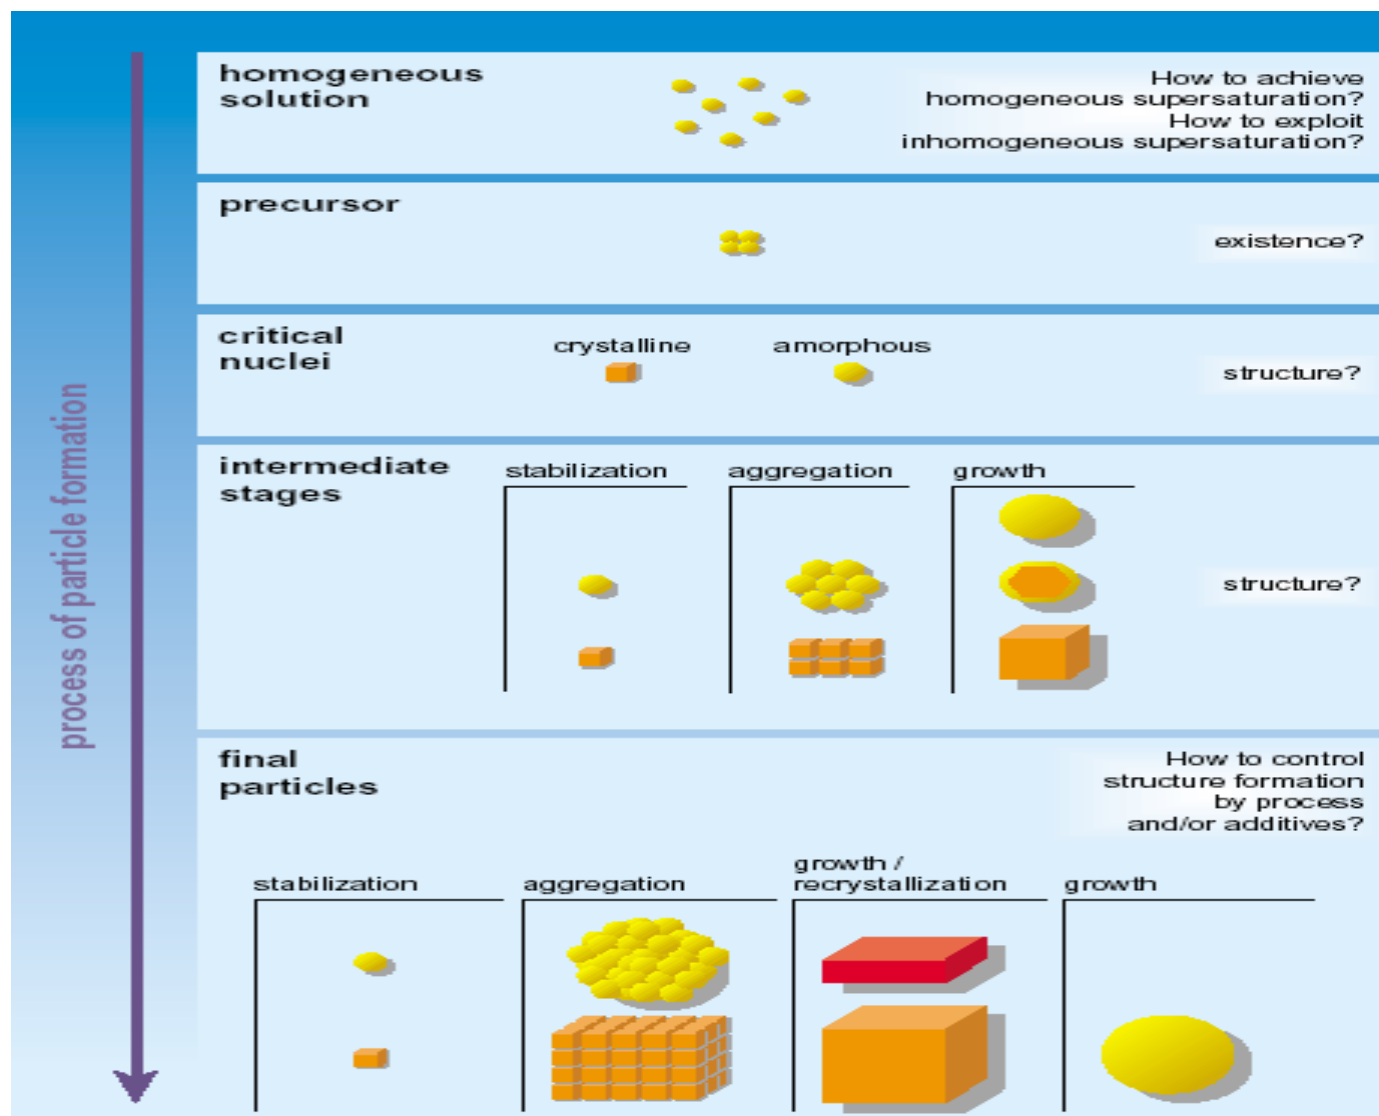 process of particle formation
homogeneous
solution
How to achieve
homogeneous supersaturation?
How to exploit
inhomogeneous supersaturation?
precursor
existence?
critical
nuclei
crystalline
amorphous
structure?
intermediate
stages
stabilization
aggregation
growth
structure?
final
particles
How to control
structure formation
by process
and/or additives?
stabilization
aggregation
growth /
recrystallization
growth